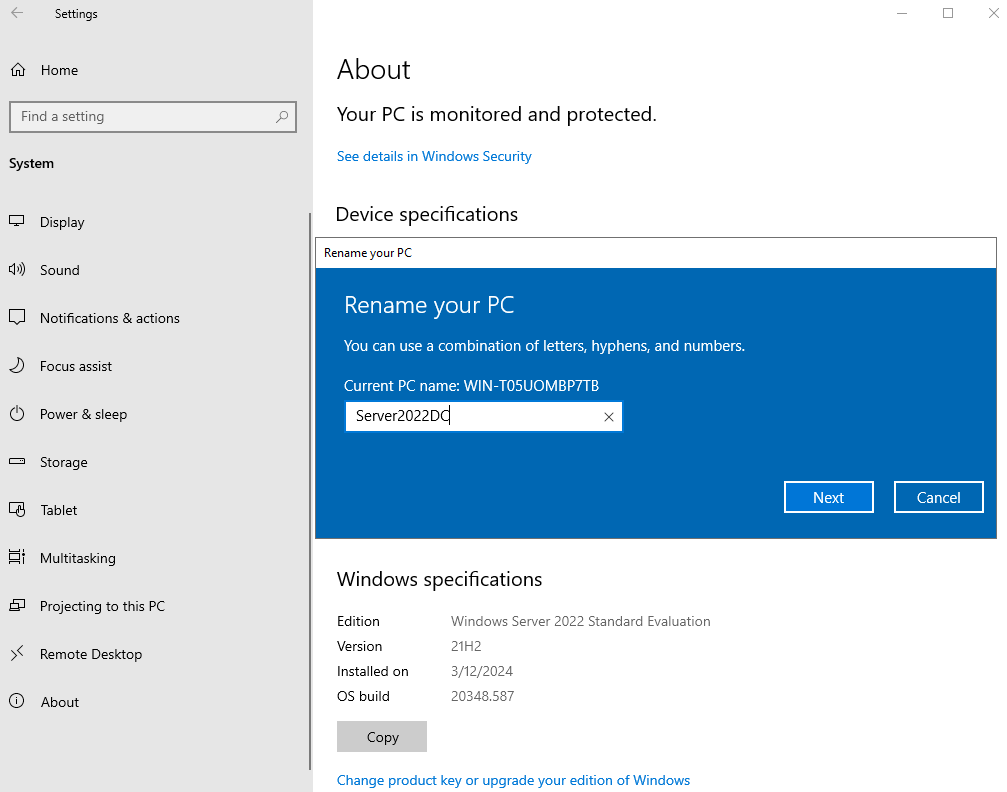 Settings
Home
Find a setting
System
Display
Sound
Notifications & actions
Focus assist
Power & sleep
Storage
Tablet
Multitasking
Projecting to this PC
Remote Desktop
About
About
Your PC is monitored and protected.
See details in Windows Security
Device specifications
Rename your PC
Rename your PC
You can use a combination of letters, hyphens, and numbers.
Current PC name: WIN-T05UOMBP7TB
Server2022DC
Next Cancel
Windows specifications
Edition Windows Server 2022 Standard Evaluation
Version 21H2
Installed on 3/12/2024
OS build 20348.587
Copy
Change product key or upgrade your edition of Windows